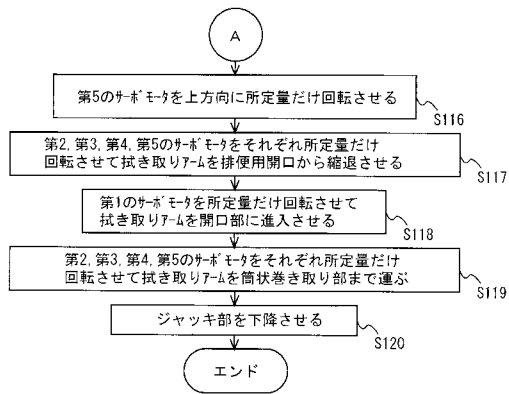 A
第5のｻｰﾎﾞﾓｰﾀを上方向に所定量だけ回転させる
S116
第2, 第3, 第4, 第5のｻｰﾎﾞﾓｰﾀをそれぞれ所定量だけ
回転させて拭き取りｱｰﾑを排便用開口から縮退させる
S117
第1のｻｰﾎﾞﾓｰﾀを所定量だけ回転させて
拭き取りｱｰﾑを開口部に進入させる
S118
第2, 第3, 第4, 第5のｻｰﾎﾞﾓｰﾀをそれぞれ所定量だけ
回転させて拭き取りｱｰﾑを筒状巻き取り部まで運ぶ
S119
ジャッキ部を下降させる
S120
エンド